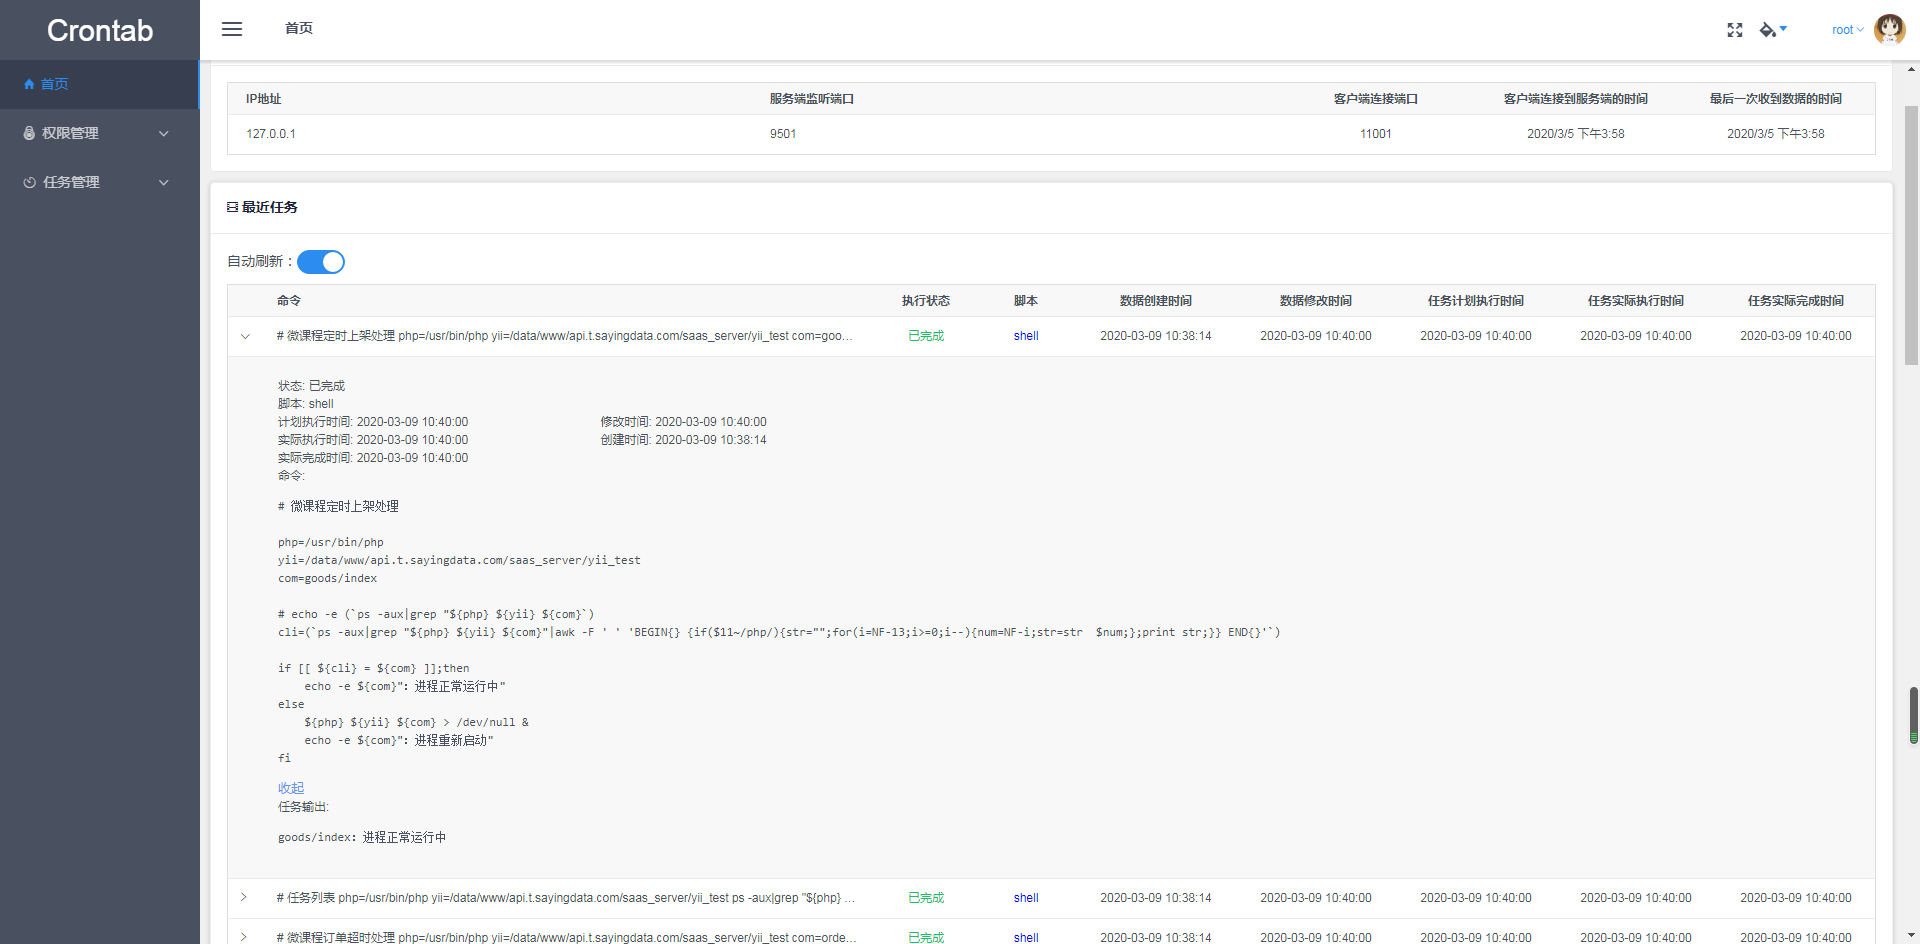 Crontab
首页
root
首页
权限管理
任务管理
IP地址 服务端监听端口 客户端连接端口 客户端连接到服务端的时间 最后一次收到数据的时间
127.0.0.1 9501 11001 2020/3/5 下午3:58 2020/3/5 下午3:58
最近任务
自动刷新：
命令 执行状态 脚本 数据创建时间 数据修改时间 任务计划执行时间 任务实际执行时间 任务实际完成时间
# 微课程定时上架处理 php=/usr/bin/php yii=/data/www/api.t.sayingdata.com/saas_server/yii_test com=goo... 已完成 shell 2020-03-09 10:38:14 2020-03-09 10:40:00 2020-03-09 10:40:00 2020-03-09 10:40:00 2020-03-09 10:40:00
状态: 已完成
脚本: shell
计划执行时间: 2020-03-09 10:40:00 修改时间: 2020-03-09 10:40:00
实际执行时间: 2020-03-09 10:40:00 创建时间: 2020-03-09 10:38:14
实际完成时间: 2020-03-09 10:40:00
命令:
# 微课程定时上架处理
php=/usr/bin/php
yii=/data/www/api.t.sayingdata.com/saas_server/yii_test
com=goods/index
# echo -e (`ps -aux|grep "${php} ${yii} ${com}`)
cli=(`ps -aux|grep "${php} ${yii} ${com}"|awk -F ' ' 'BEGIN{} {if($11~/php/){str="";for(i=NF-13;i>=0;i--){num=NF-i;str=str  $num;};print str;}} END{}'`)
if [[ ${cli} = ${com} ]];then
    echo -e ${com}": 进程正常运行中"
else
    ${php} ${yii} ${com} > /dev/null &
    echo -e ${com}": 进程重新启动"
fi
收起
任务输出:
goods/index: 进程正常运行中
# 任务列表 php=/usr/bin/php yii=/data/www/api.t.sayingdata.com/saas_server/yii_test ps -aux|grep "${php} ... 已完成 shell 2020-03-09 10:38:14 2020-03-09 10:40:00 2020-03-09 10:40:00 2020-03-09 10:40:00 2020-03-09 10:40:00
# 微课程订单超时处理 php=/usr/bin/php yii=/data/www/api.t.sayingdata.com/saas_server/yii_test com=orde... 已完成 shell 2020-03-09 10:38:14 2020-03-09 10:40:00 2020-03-09 10:40:00 2020-03-09 10:40:00 2020-03-09 10:40:00